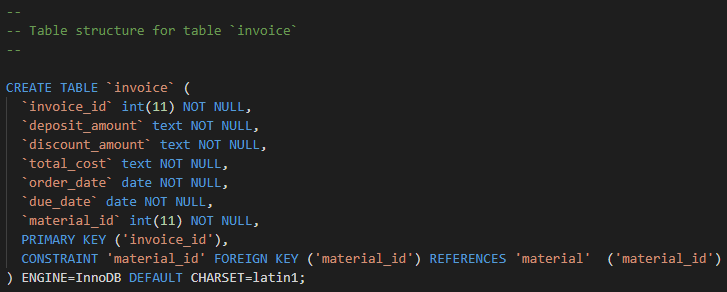 --
-- Table structure for table `invoice`
--
CREATE TABLE `invoice` (
`invoice_id` int(11) NOT NULL,
`deposit_amount` text NOT NULL,
`discount_amount` text NOT NULL,
`total_cost` text NOT NULL,
`order_date` date NOT NULL,
`due_date` date NOT NULL,
`material_id` int(11) NOT NULL,
PRIMARY KEY ('invoice_id'),
CONSTRAINT 'material_id' FOREIGN KEY ('material_id') REFERENCES 'material'  ('material_id')
) ENGINE=InnoDB DEFAULT CHARSET=latin1;